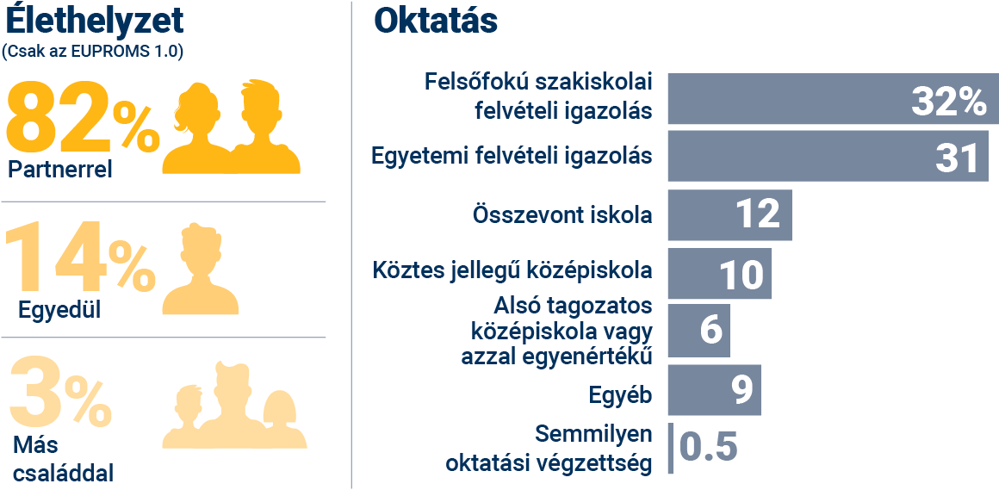 Élethelyzet
(Csak az EUPROMS 1.0)
82%
Partnerrel
14%
Egyedül
3%
Más
családdal
Oktatás
Felsőfokú szakiskolai
felvételi igazolás
32%
Egyetemi felvételi igazolás
31
Összevont iskola
12
Köztes jellegű középiskola
10
Alsó tagozatos
középiskola vagy
azzal egyenértékű
6
Egyéb
9
Semmilyen
oktatási végzettség
0.5